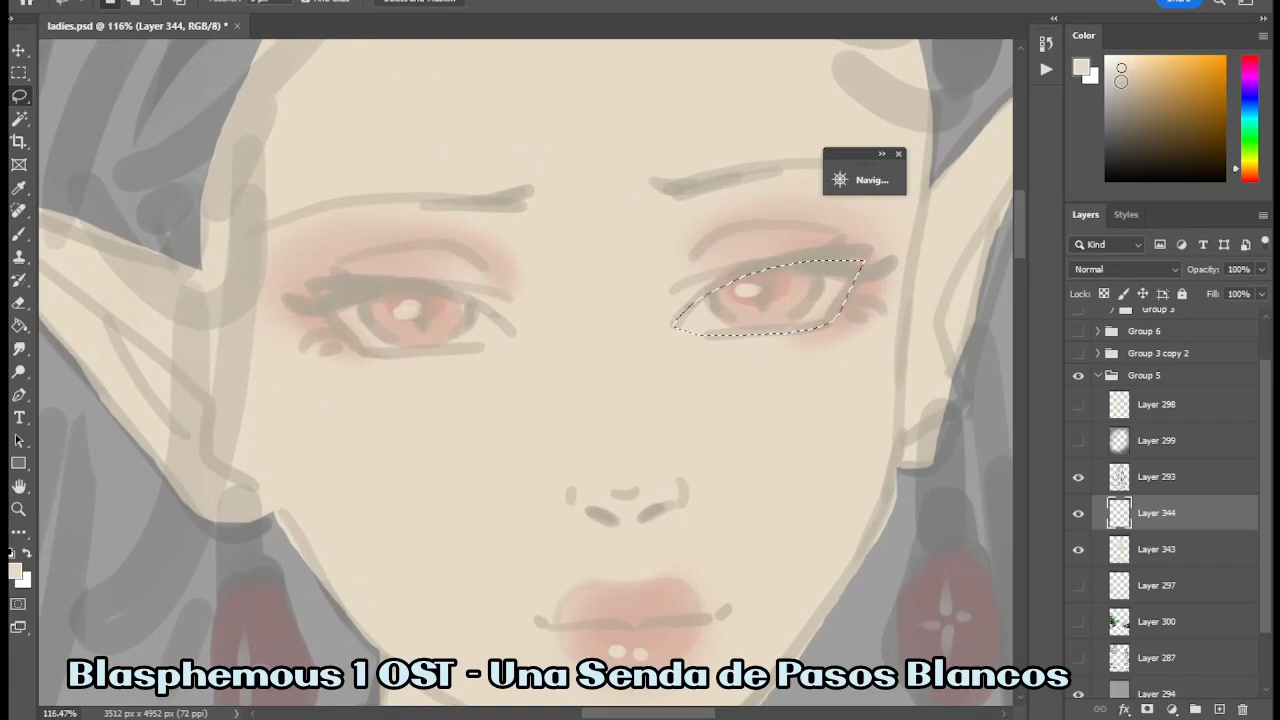 Share
ladies.psd @ 116% (Layer 344, RGB/8) *
Color
Navig...
Layers
Styles
Kind
Normal
Opacity: 100%
Lock:
Fill: 100%
Group 3
Group 6
Group 3 copy 2
Group 5
Layer 298
Layer 299
Layer 293
Layer 344
Layer 343
Layer 297
Layer 300
Layer 287
Layer 294
Blasphemous 1 OST - Una Senda de Pasos Blancos
116.47%
3512 px x 4952 px (72 ppi)